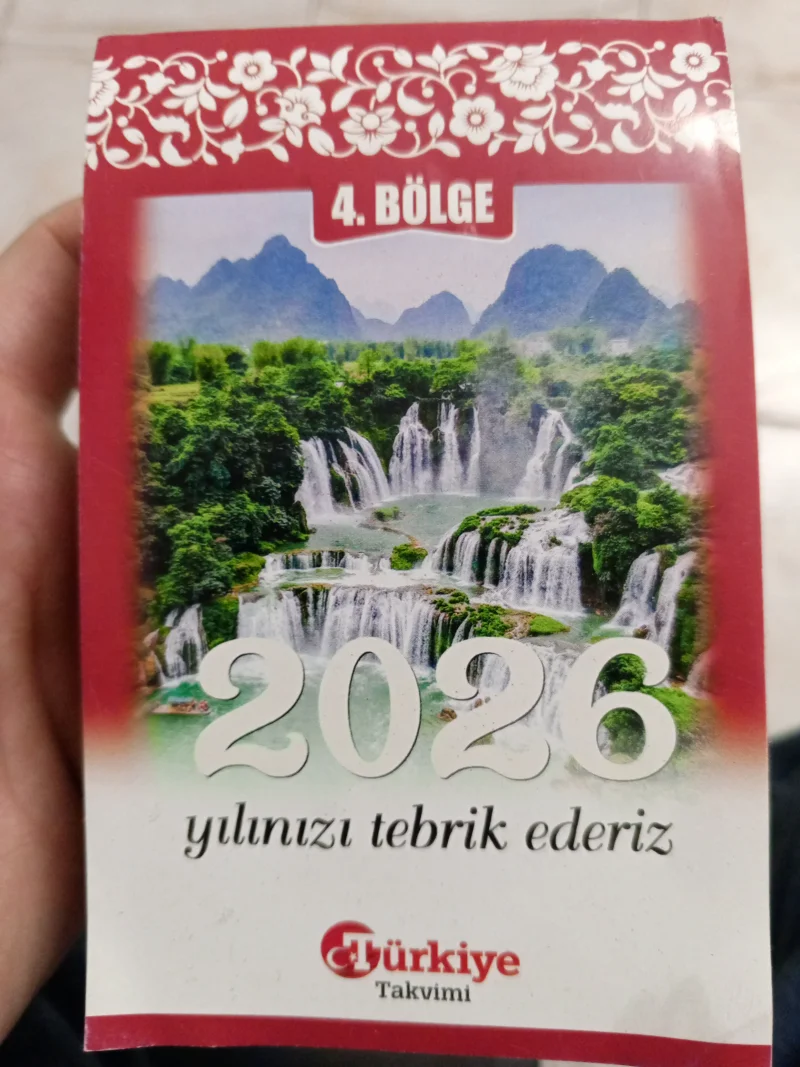 4. BÖLGE
2026
yılınızı tebrik ederiz
Türkiye
Takvimi